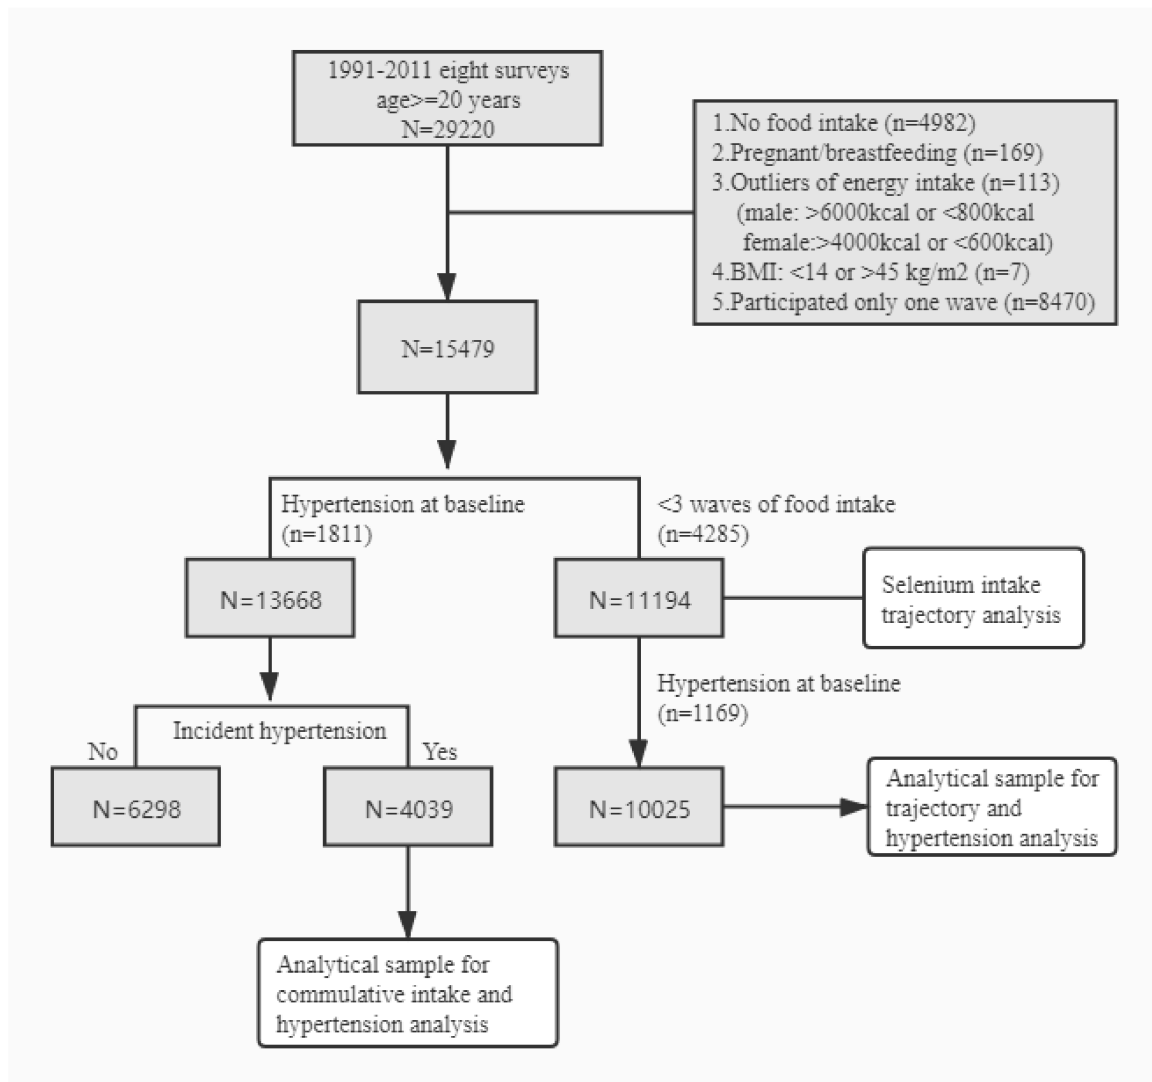 1991-2011 eight surveys
age>=20 years
N=29220
1.No food intake (n=4982)
2.Pregnant/breastfeeding (n=169)
3.Outliers of energy intake (n=113)
(male: >6000kcal or <800kcal
female:>4000kcal or <600kcal)
4.BMI: <14 or >45 kg/m2 (n=7)
5.Participated only one wave (n=8470)
N=15479
Hypertension at baseline
(n=1811)
<3 waves of food intake
(n=4285)
N=13668
N=11194
Selenium intake
trajectory analysis
Hypertension at baseline
(n=1169)
Incident hypertension
No
Yes
N=6298
N=4039
N=10025
Analytical sample for
trajectory and
hypertension analysis
Analytical sample for
commulative intake and
hypertension analysis